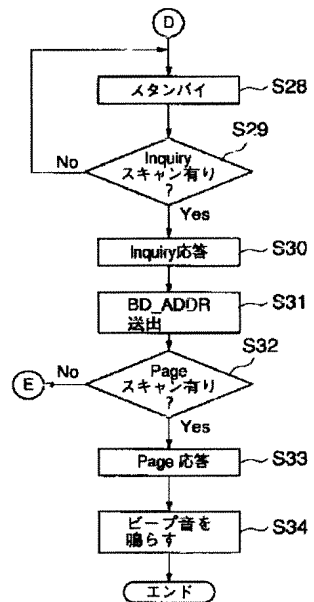 D
スタンバイ
S28
S29
Inquiry
スキャン有り
?
No
Yes
Inquiry応答
S30
BD_ADDR
送出
S31
S32
Page
スキャン有り
?
No
E
Yes
Page 応答
S33
ビープ音を
鳴らす
S34
エンド